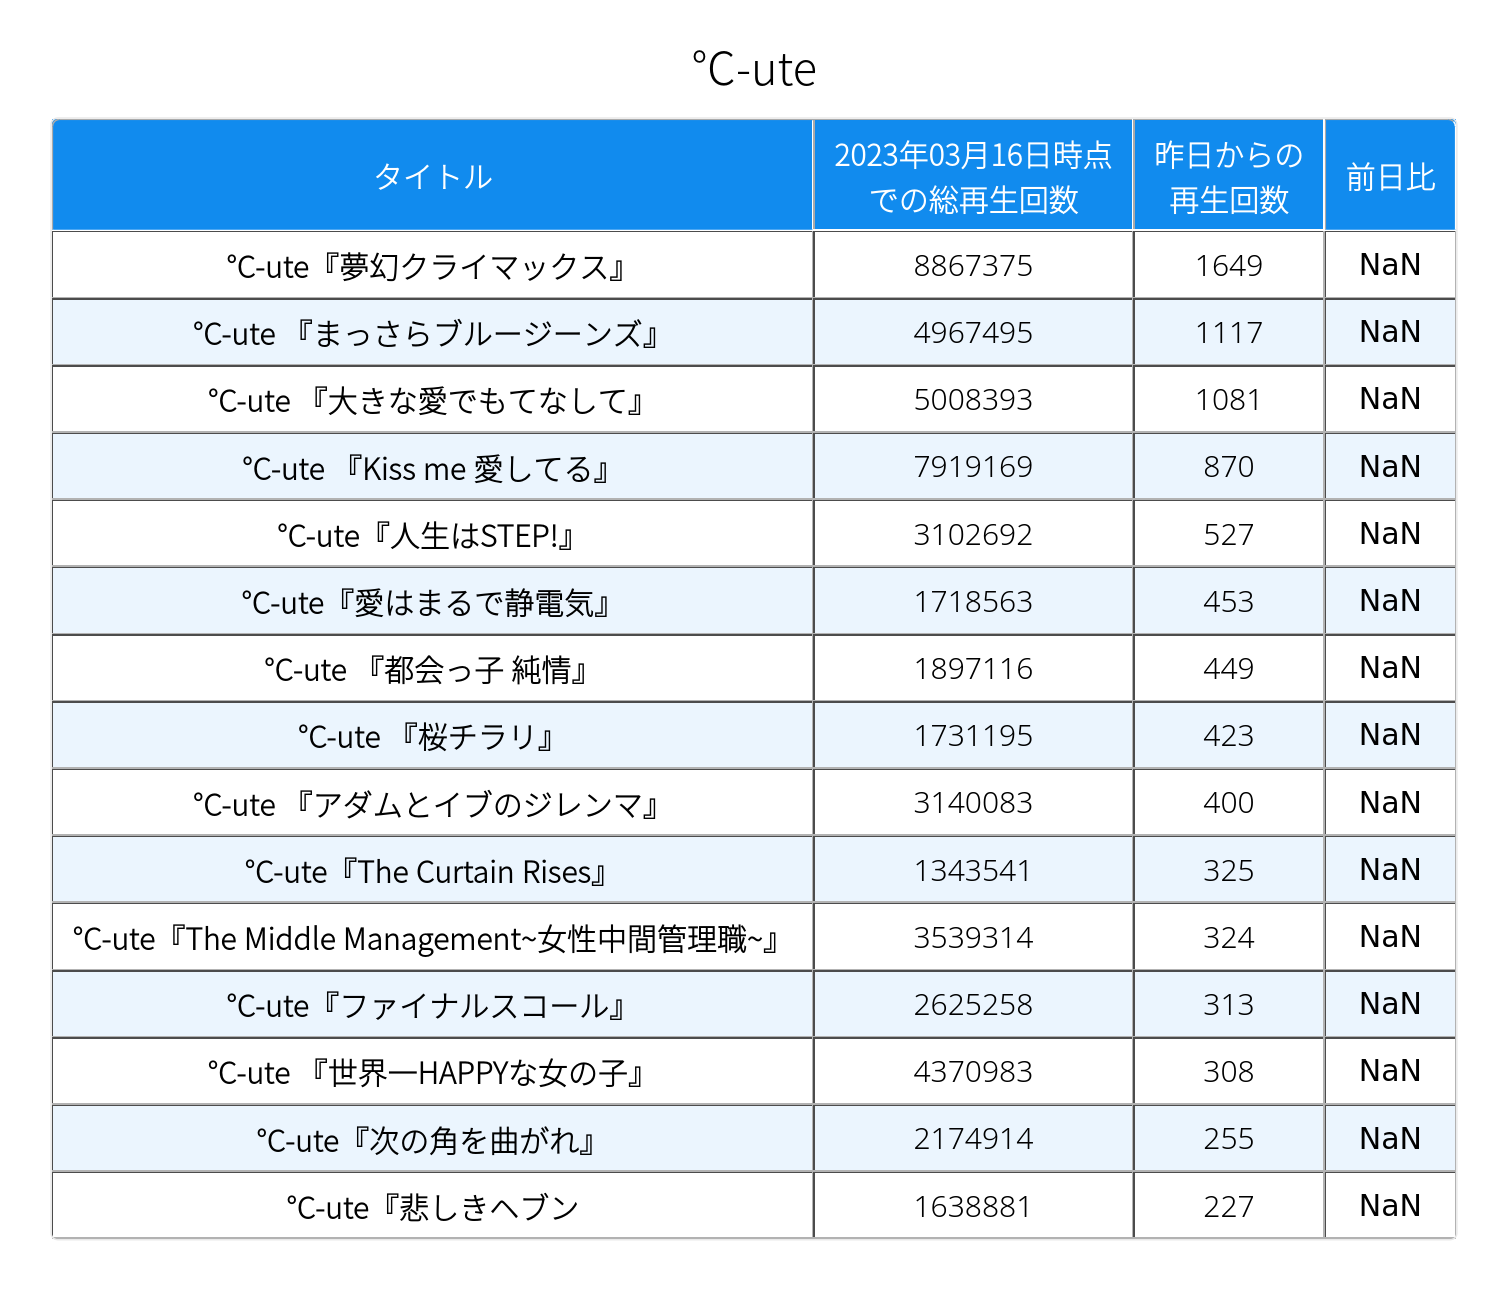 ℃-ute
タイトル
2023年03月16日時点
での総再生回数
昨日からの
再生回数
前日比
℃-ute『夢幻クライマックス』 8867375 1649 NaN
℃-ute 『まっさらブルージーンズ』 4967495 1117 NaN
℃-ute 『大きな愛でもてなして』 5008393 1081 NaN
℃-ute 『Kiss me 愛してる』 7919169 870 NaN
℃-ute『人生はSTEP!』 3102692 527 NaN
℃-ute『愛はまるで静電気』 1718563 453 NaN
℃-ute 『都会っ子 純情』 1897116 449 NaN
℃-ute 『桜チラリ』 1731195 423 NaN
℃-ute 『アダムとイブのジレンマ』 3140083 400 NaN
℃-ute『The Curtain Rises』 1343541 325 NaN
℃-ute『The Middle Management~女性中間管理職~』 3539314 324 NaN
℃-ute『ファイナルスコール』 2625258 313 NaN
℃-ute 『世界一HAPPYな女の子』 4370983 308 NaN
℃-ute『次の角を曲がれ』 2174914 255 NaN
℃-ute『悲しきヘブン 1638881 227 NaN